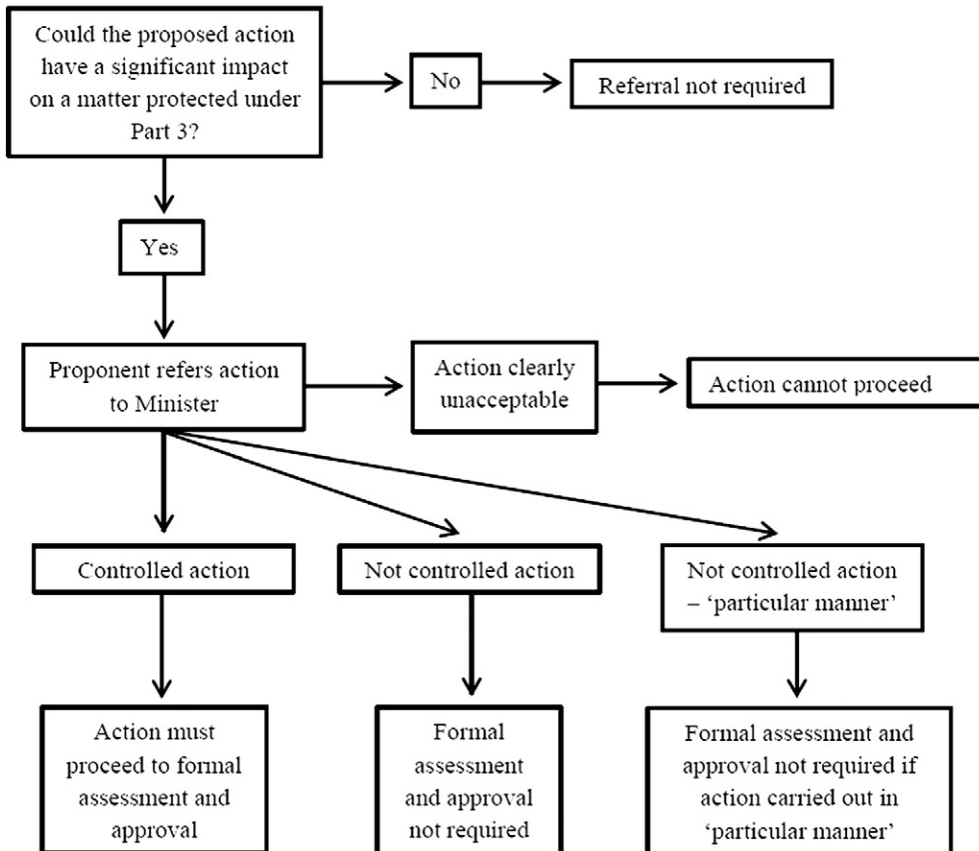 Could the proposed action
have a significant impact
on a matter protected under
Part 3?
No
Referral not required
Yes
Proponent refers action
to Minister
Action clearly
unacceptable
Action cannot proceed
Controlled action
Not controlled action
Not controlled action
– ‘particular manner’
Action must
proceed to formal
assessment and
approval
Formal
assessment
and approval
not required
Formal assessment and
approval not required if
action carried out in
‘particular manner’